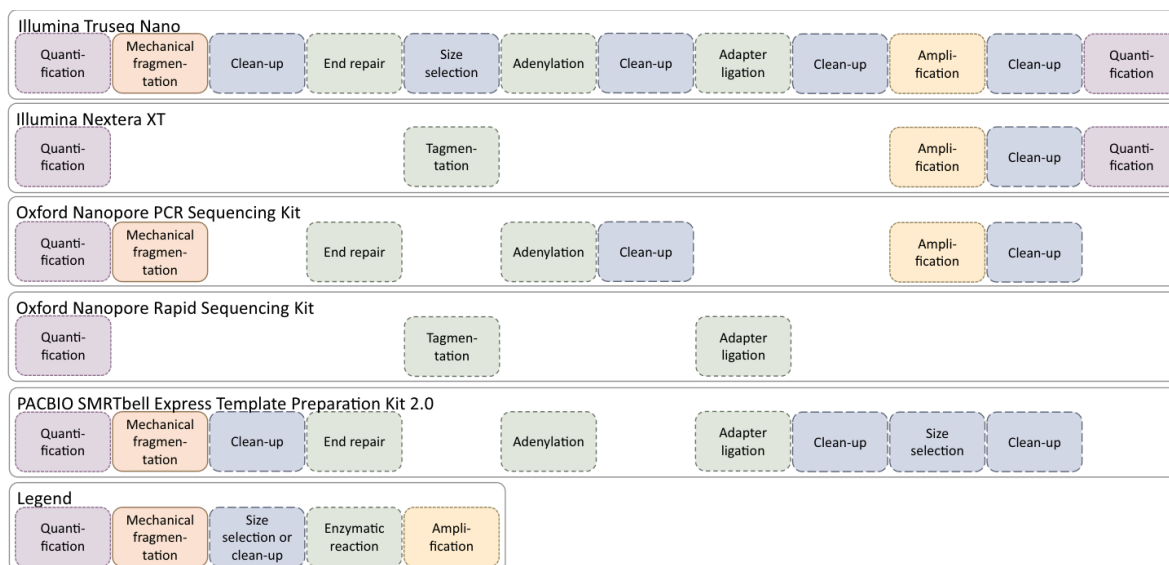 Illumina Truseq Nano
Quanti-
fication
Mechanical
fragmen-
tation
Clean-up
End repair
Size
selection
Adenylation
Clean-up
Adapter
ligation
Clean-up
Ampli-
fication
Clean-up
Quanti-
fication
Illumina Nextera XT
Quanti-
fication
Tagmen-
tation
Ampli-
fication
Clean-up
Quanti-
fication
Oxford Nanopore PCR Sequencing Kit
Quanti-
fication
Mechanical
fragmen-
tation
End repair
Adenylation
Clean-up
Ampli-
fication
Clean-up
Oxford Nanopore Rapid Sequencing Kit
Quanti-
fication
Tagmen-
tation
Adapter
ligation
PACBIO SMRTbell Express Template Preparation Kit 2.0
Quanti-
fication
Mechanical
fragmen-
tation
Clean-up
End repair
Adenylation
Adapter
ligation
Clean-up
Size
selection
Clean-up
Legend
Quanti-
fication
Mechanical
fragmen-
tation
Size
selection or
clean-up
Enzymatic
reaction
Ampli-
fication